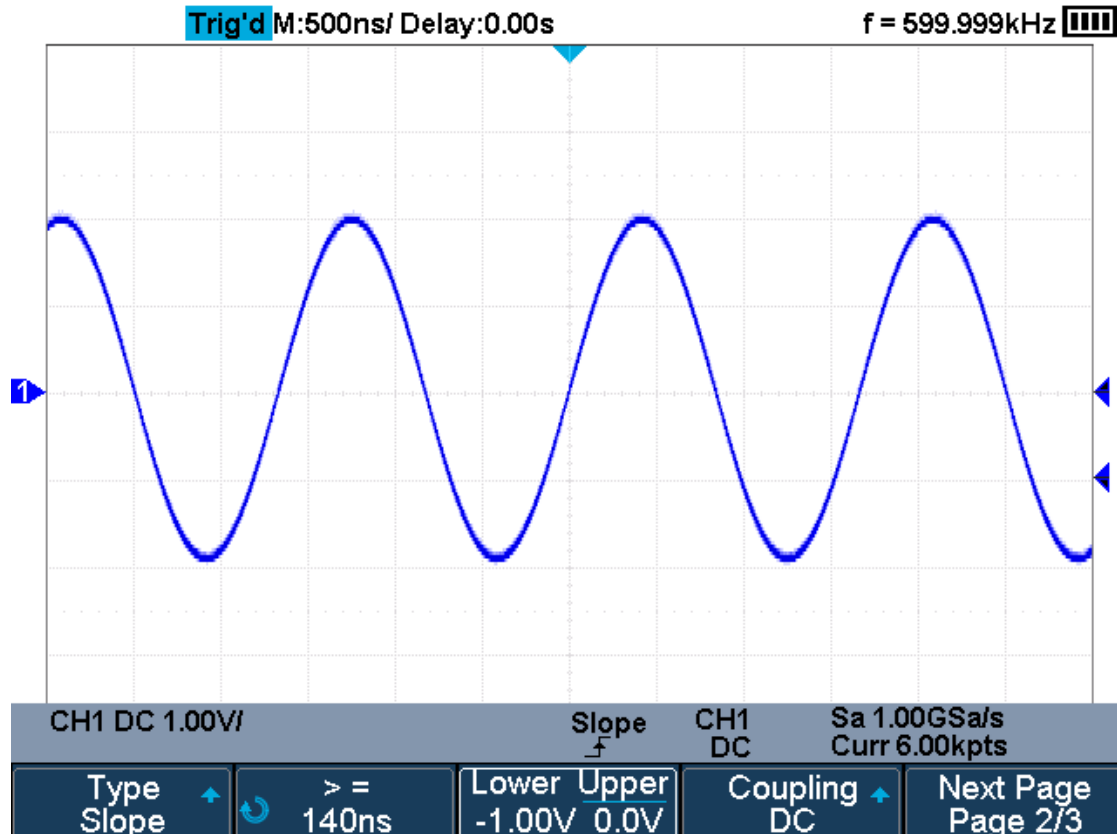 Trig'd M:500ns/ Delay:0.00s f = 599.999kHz
1
CH1 DC 1.00V/ Slope CH1 Sa 1.00GSa/s
DC Curr 6.00kpts
Type >= Lower Upper Coupling Next Page
Slope 140ns -1.00V 0.0V DC Page 2/3